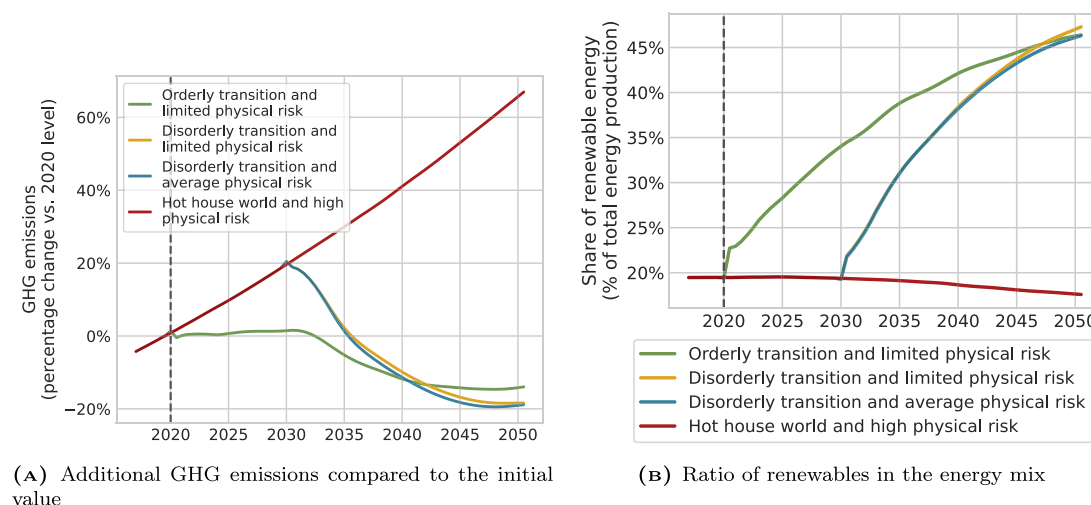 GHG emissions
(percentage change vs. 2020 level)
60%
40%
20%
0%
−20%
Orderly transition and
limited physical risk
Disorderly transition and
limited physical risk
Disorderly transition and
average physical risk
Hot house world and high
physical risk
2020 2025 2030 2035 2040 2045 2050
(A) Additional GHG emissions compared to the initial
value
Share of renewable energy
(% of total energy production)
45%
40%
35%
30%
25%
20%
2020 2025 2030 2035 2040 2045 2050
Orderly transition and limited physical risk
Disorderly transition and limited physical risk
Disorderly transition and average physical risk
Hot house world and high physical risk
(B) Ratio of renewables in the energy mix